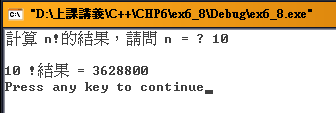 "D:\上課講義\C++\CHP6\ex6_8\Debug\ex6_8.exe"
計算 n!的結果，請問 n = ? 10
10 !結果 = 3628800
Press any key to continue_